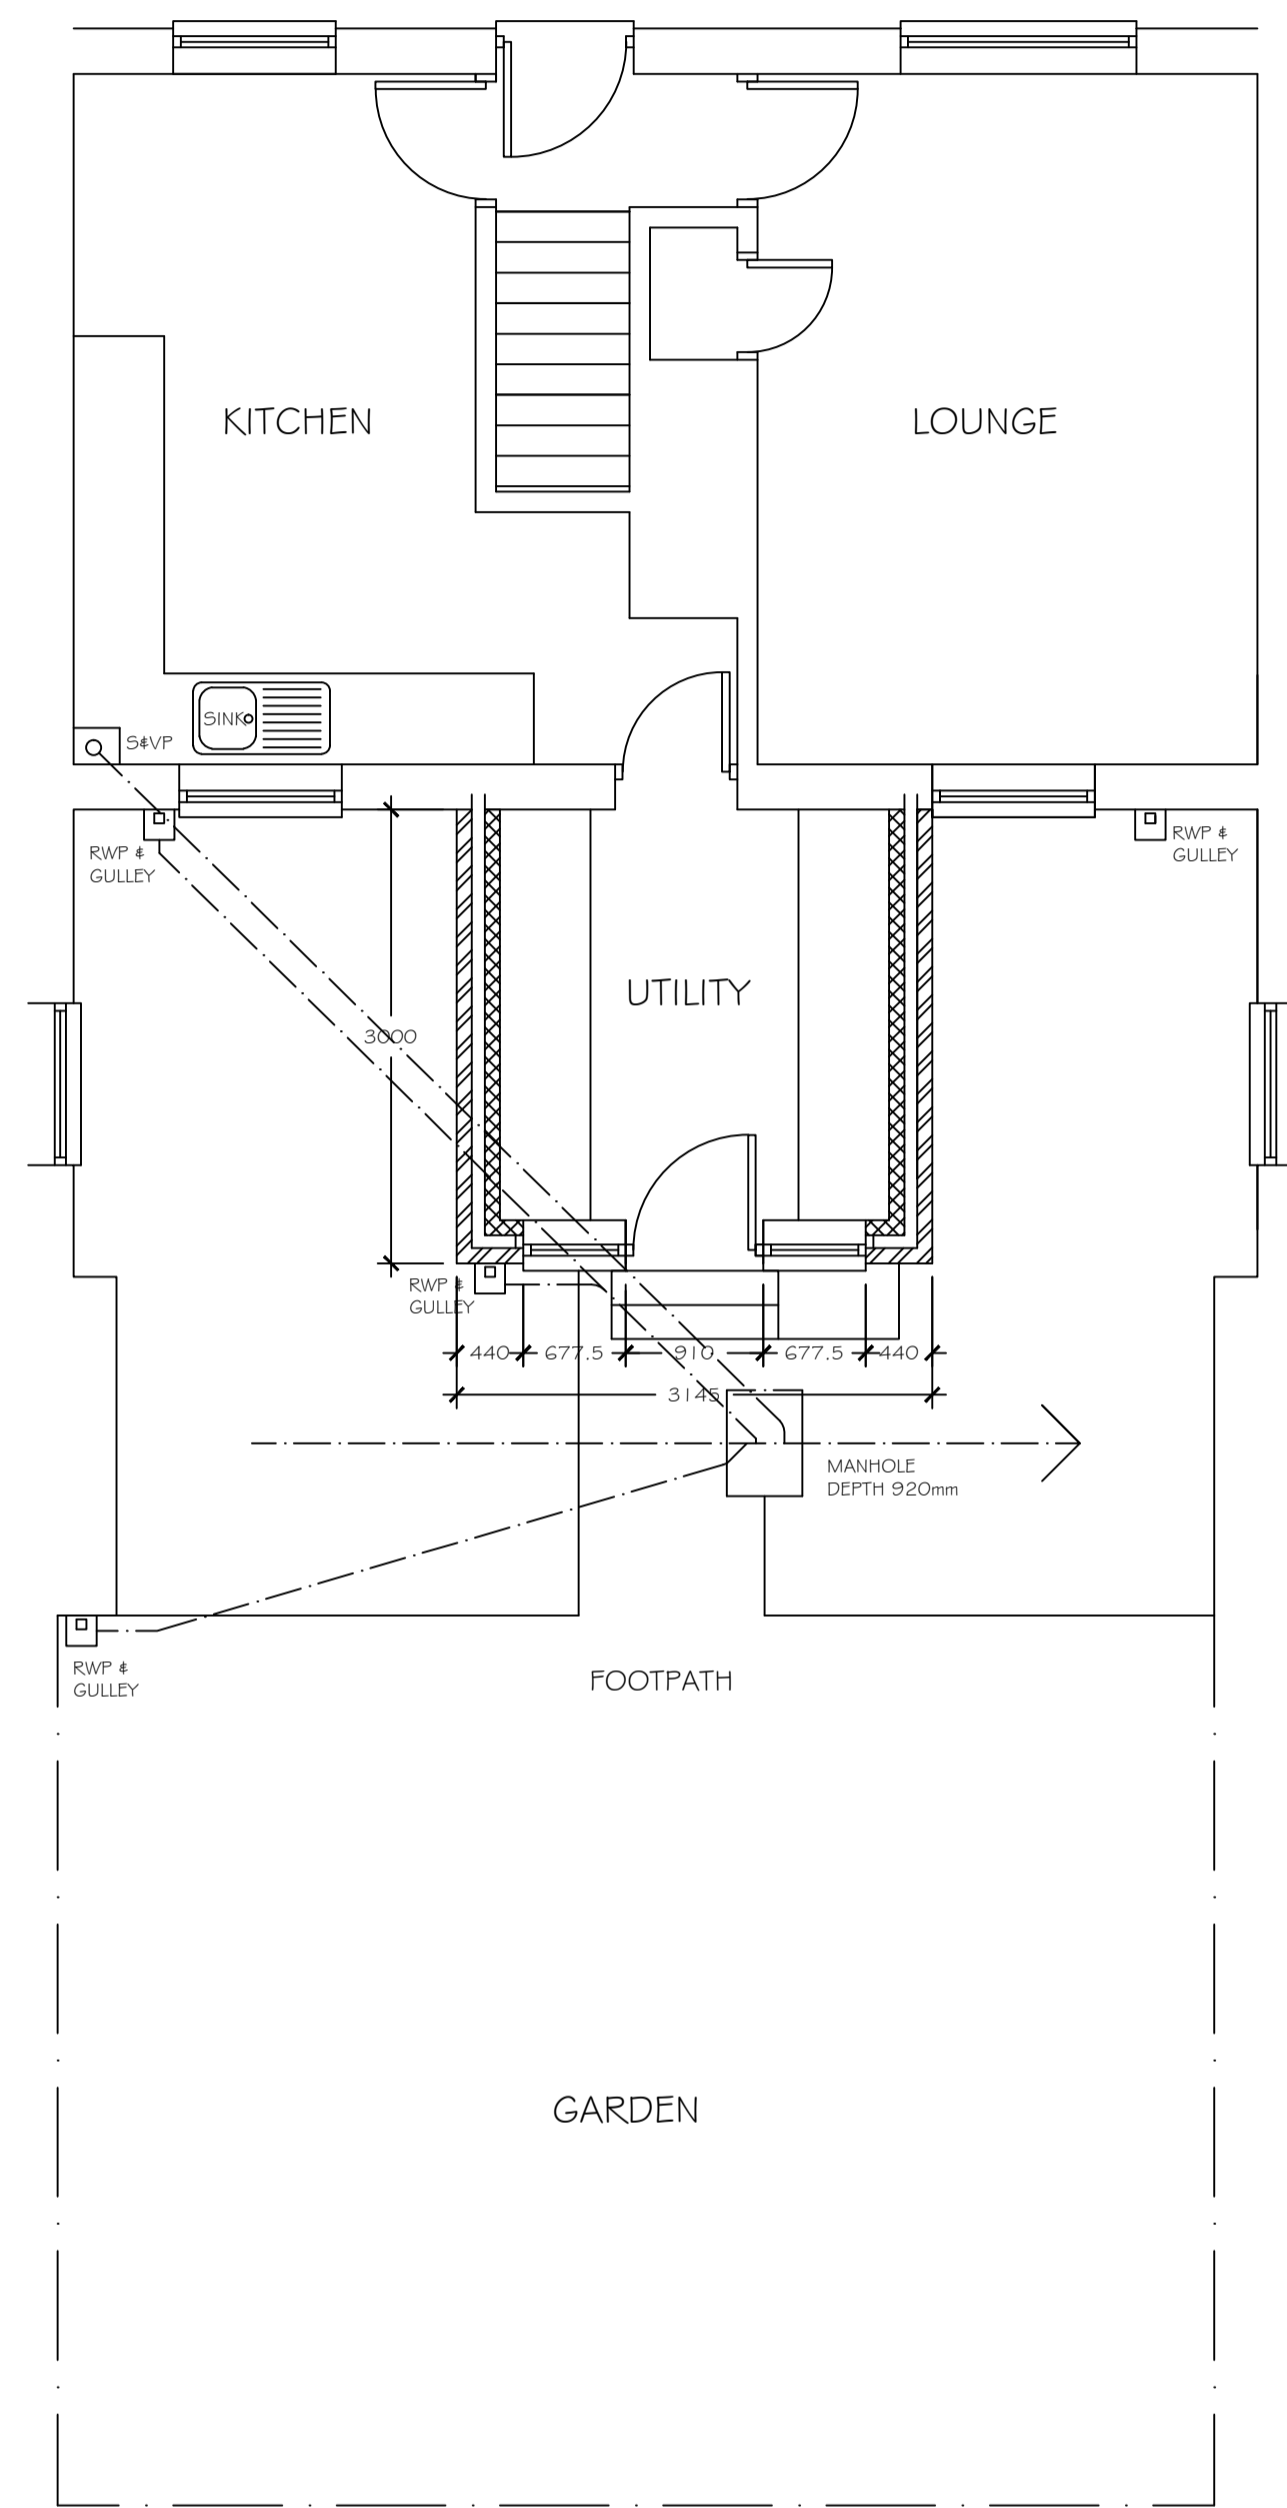 KITCHEN
LOUNGE
SINK
S&VP
RWP &
GULLEY
RWP &
GULLEY
UTILITY
3000
RWP &
GULLEY
440
677.5
910
677.5
440
3145
MANHOLE
DEPTH 920mm
RWP &
GULLEY
FOOTPATH
GARDEN